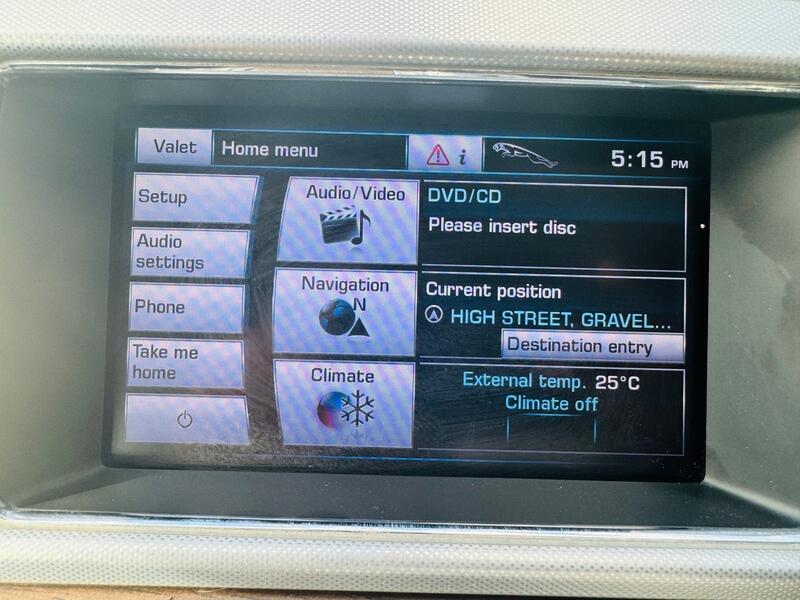 Valet
Home menu
i
5:15 PM
Setup
Audio
settings
Phone
Take me
home
Audio/Video
Navigation
N
Climate
DVD/CD
Please insert disc
Current position
HIGH STREET, GRAVEL...
Destination entry
External temp. 25°C
Climate off